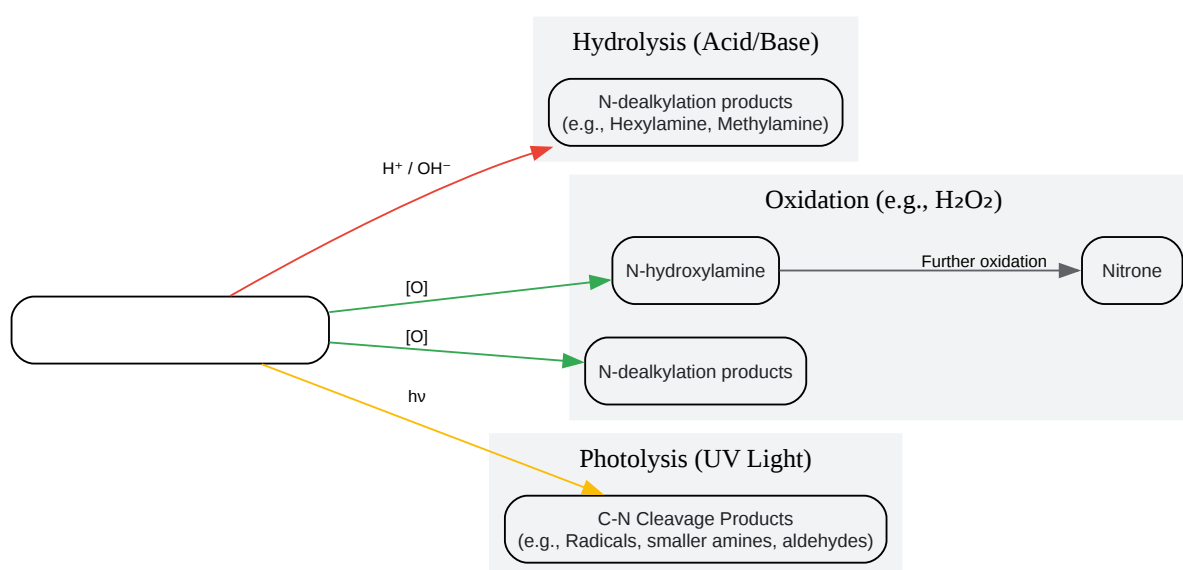 Hydrolysis (Acid/Base)
N-dealkylation products
(e.g., Hexylamine, Methylamine)
H⁺ / OH⁻
Oxidation (e.g., H₂O₂)
N-hydroxylamine
Further oxidation
Nitrone
[O]
[O]
N-dealkylation products
hν
Photolysis (UV Light)
C-N Cleavage Products
(e.g., Radicals, smaller amines, aldehydes)